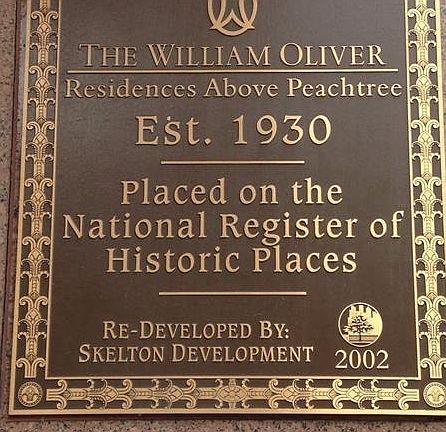 THE WILLIAM OLIVER
Residences Above Peachtree
Est. 1930
Placed on the
National Register of
Historic Places
RE-DEVELOPED BY:
SKELTON DEVELOPMENT
2002